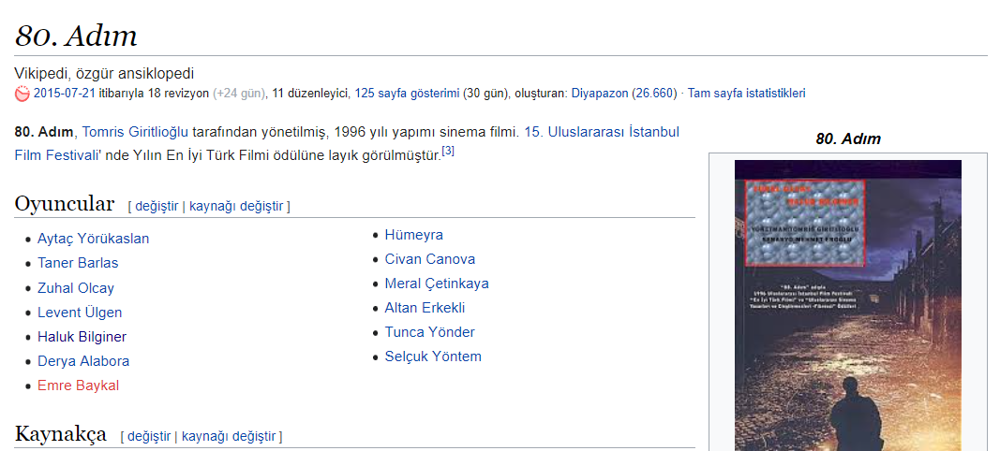 80. Adım
Vikipedi, özgür ansiklopedi
2015-07-21 itibarıyla 18 revizyon (+24 gün), 11 düzenleyici, 125 sayfa gösterimi (30 gün), oluşturan: Diyapazon (26.660) · Tam sayfa istatistikleri
80. Adım, Tomris Giritlioğlu tarafından yönetilmiş, 1996 yılı yapımı sinema filmi. 15. Uluslararası İstanbul
Film Festivali' nde Yılın En İyi Türk Filmi ödülüne layık görülmüştür.[3]
Oyuncular [ değiştir | kaynağı değiştir ]
Aytaç Yörükaslan
Taner Barlas
Zuhal Olcay
Levent Ülgen
Haluk Bilginer
Derya Alabora
Emre Baykal
Hümeyra
Civan Canova
Meral Çetinkaya
Altan Erkekli
Tunca Yönder
Selçuk Yöntem
Kaynakça [ değiştir | kaynağı değiştir ]
80. Adım
YÖNETMEN TOMRİS GİRİTLİOĞLU
SENARYO MEHMET EROĞLU
"80. Adım"
1996 Uluslararası İstanbul Film Festivali
"En İyi Türk Filmi" ve "Uluslararası Sinema
Yazarları ve Eleştirmenleri -Fibresci" Ödülleri